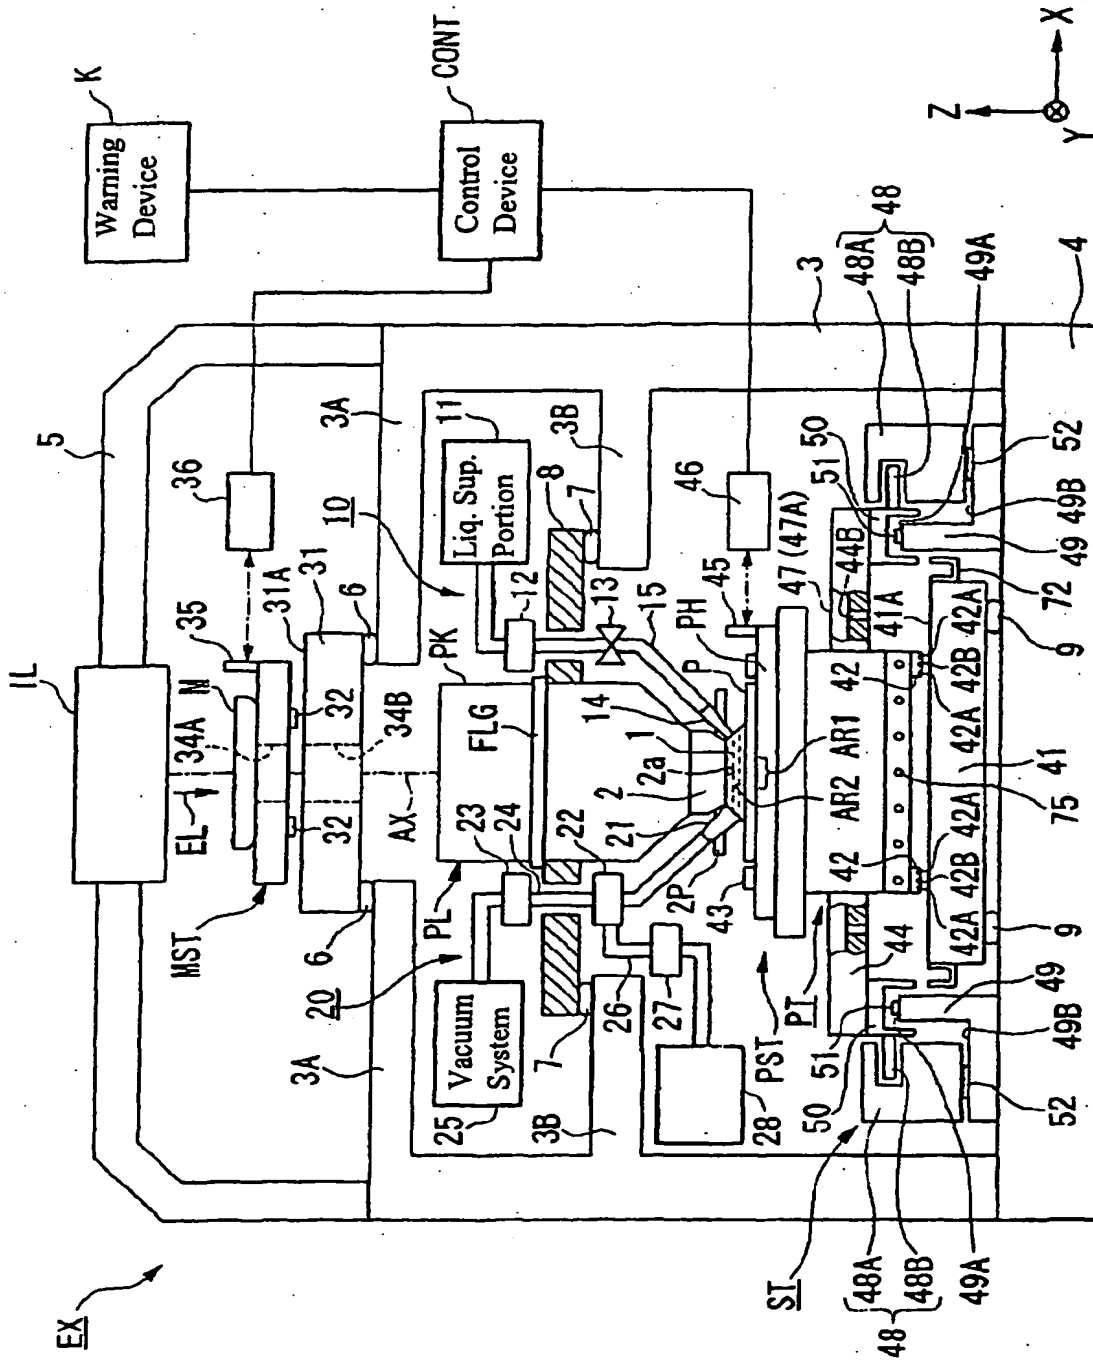 EX
IL
5
K
Warning
Device
CONT
Control
Device
EL
34A
M
35
36
MST
31A
31
32
32
6
6
34B
3A
3A
AX
PL
PK
FLG
10
11
Liq. Sup.
Portion
12
8
7
3B
13
15
14
20
Vacuum
System
25
23
24
22
7
3B
26
27
28
21
2
2a
1
2P
P
PH
45
46
43
AR2
AR1
PST
PT
47 (47A)
44B
44
3
48
48A
48B
49A
50
51
52
49B
49
72
41A
42A
42B
42A
42
9
41
75
42
42A
42B
42A
9
49
49B
52
51
50
ST
48A
48B
48
49A
4
Z
X
Y